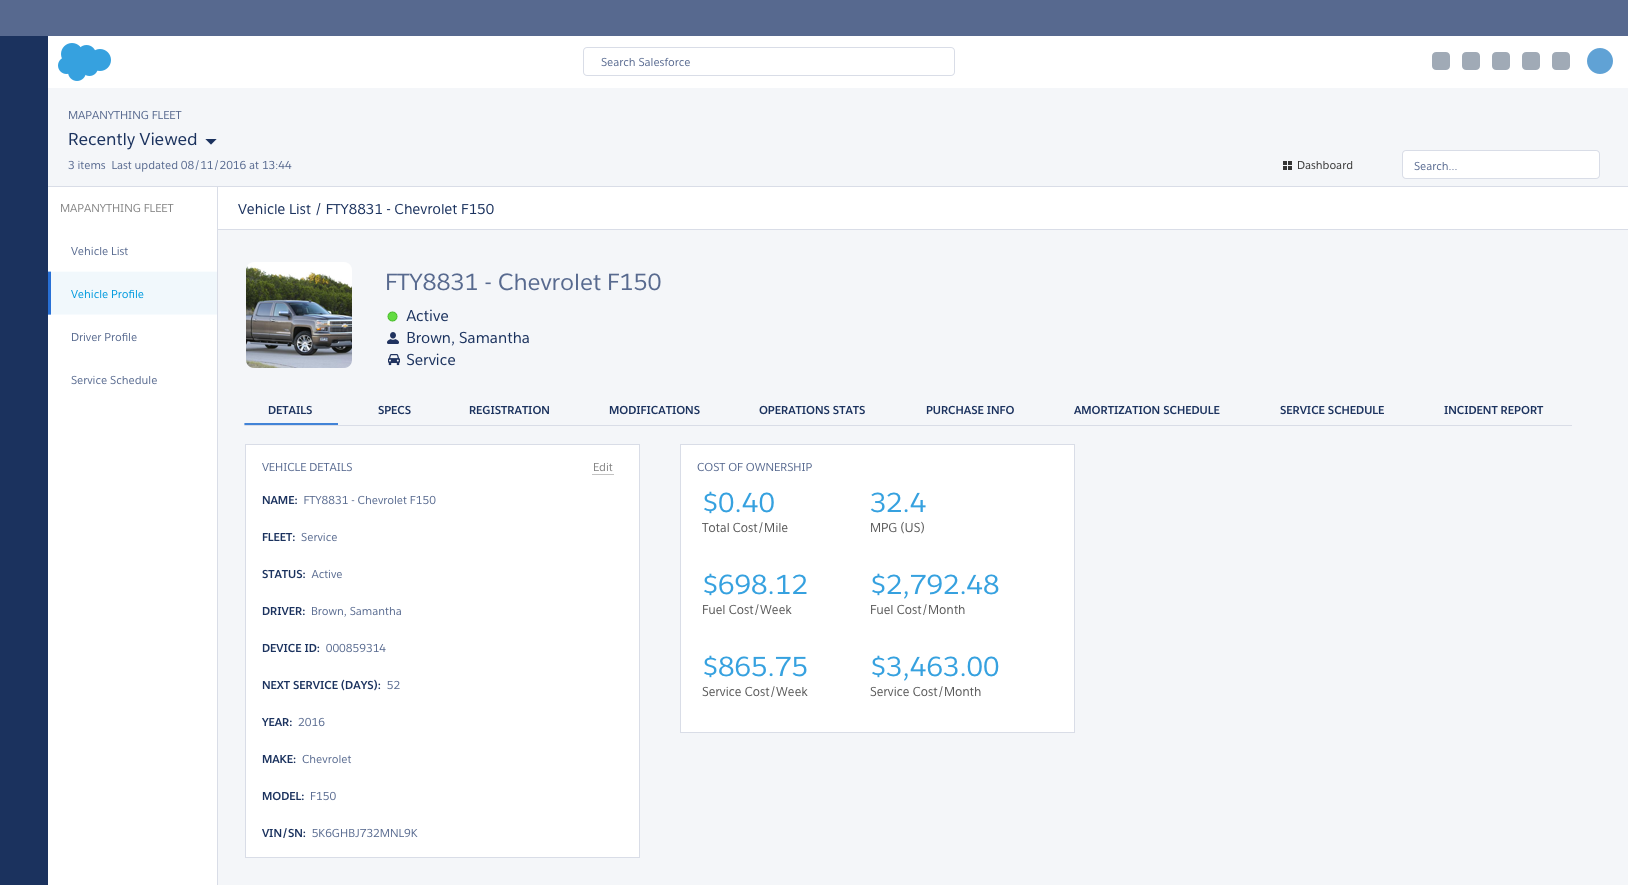 Search Salesforce
MAPANYTHING FLEET
Recently Viewed
3 items Last updated 08/11/2016 at 13:44
Dashboard
Search...
MAPANYTHING FLEET
Vehicle List
Vehicle Profile
Driver Profile
Service Schedule
Vehicle List / FTY8831 - Chevrolet F150
FTY8831 - Chevrolet F150
Active
Brown, Samantha
Service
DETAILS SPECS REGISTRATION MODIFICATIONS OPERATIONS STATS PURCHASE INFO AMORTIZATION SCHEDULE SERVICE SCHEDULE INCIDENT REPORT
VEHICLE DETAILS Edit
NAME: FTY8831 - Chevrolet F150
FLEET: Service
STATUS: Active
DRIVER: Brown, Samantha
DEVICE ID: 000859314
NEXT SERVICE (DAYS): 52
YEAR: 2016
MAKE: Chevrolet
MODEL: F150
VIN/SN: 5K6GHBJ732MNL9K
COST OF OWNERSHIP
$0.40 32.4
Total Cost/Mile MPG (US)
$698.12 $2,792.48
Fuel Cost/Week Fuel Cost/Month
$865.75 $3,463.00
Service Cost/Week Service Cost/Month